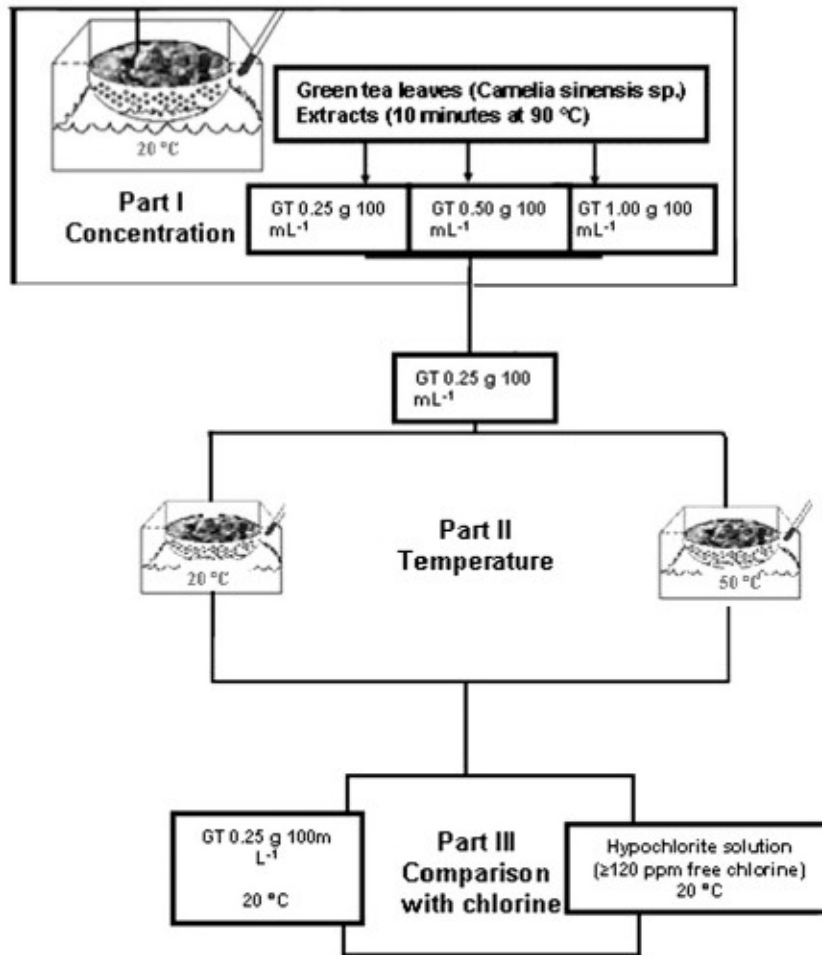 Green tea leaves (Camelia sinensis sp.)
Extracts (10 minutes at 90 °C)
20 °C
Part I
Concentration
GT 0.25 g 100
mL-1
GT 0.50 g 100
mL-1
GT 1.00 g 100
mL-1
GT 0.25 g 100
mL-1
Part II
Temperature
20 °C
50 °C
GT 0.25 g 100m
L-1
20 °C
Part III
Comparison
with chlorine
Hypochlorite solution
(≥120 ppm free chlorine)
20 °C